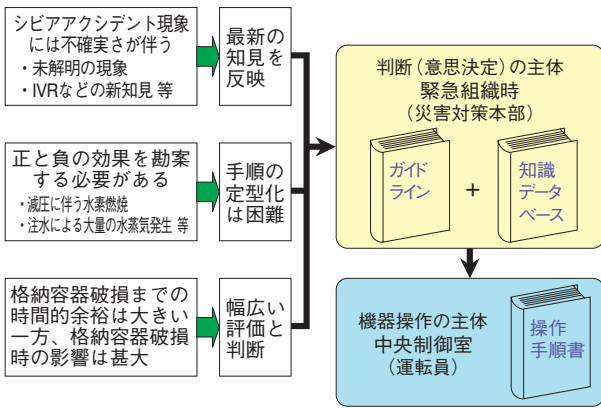 シビアアクシデント現象
には不確実さが伴う
・未解明の現象
・IVRなどの新知見 等
最新の
知見を
反映
正と負の効果を勘案
する必要がある
・減圧に伴う水素燃焼
・注水による大量の水蒸気発生 等
手順の
定型化
は困難
格納容器破損までの
時間的余裕は大きい
一方、格納容器破損
時の影響は甚大
幅広い
評価と
判断
判断（意思決定）の主体
緊急組織時
（災害対策本部）
ガイド
ライン
+
知識
データ
ベース
機器操作の主体
中央制御室
（運転員）
操作
手順書